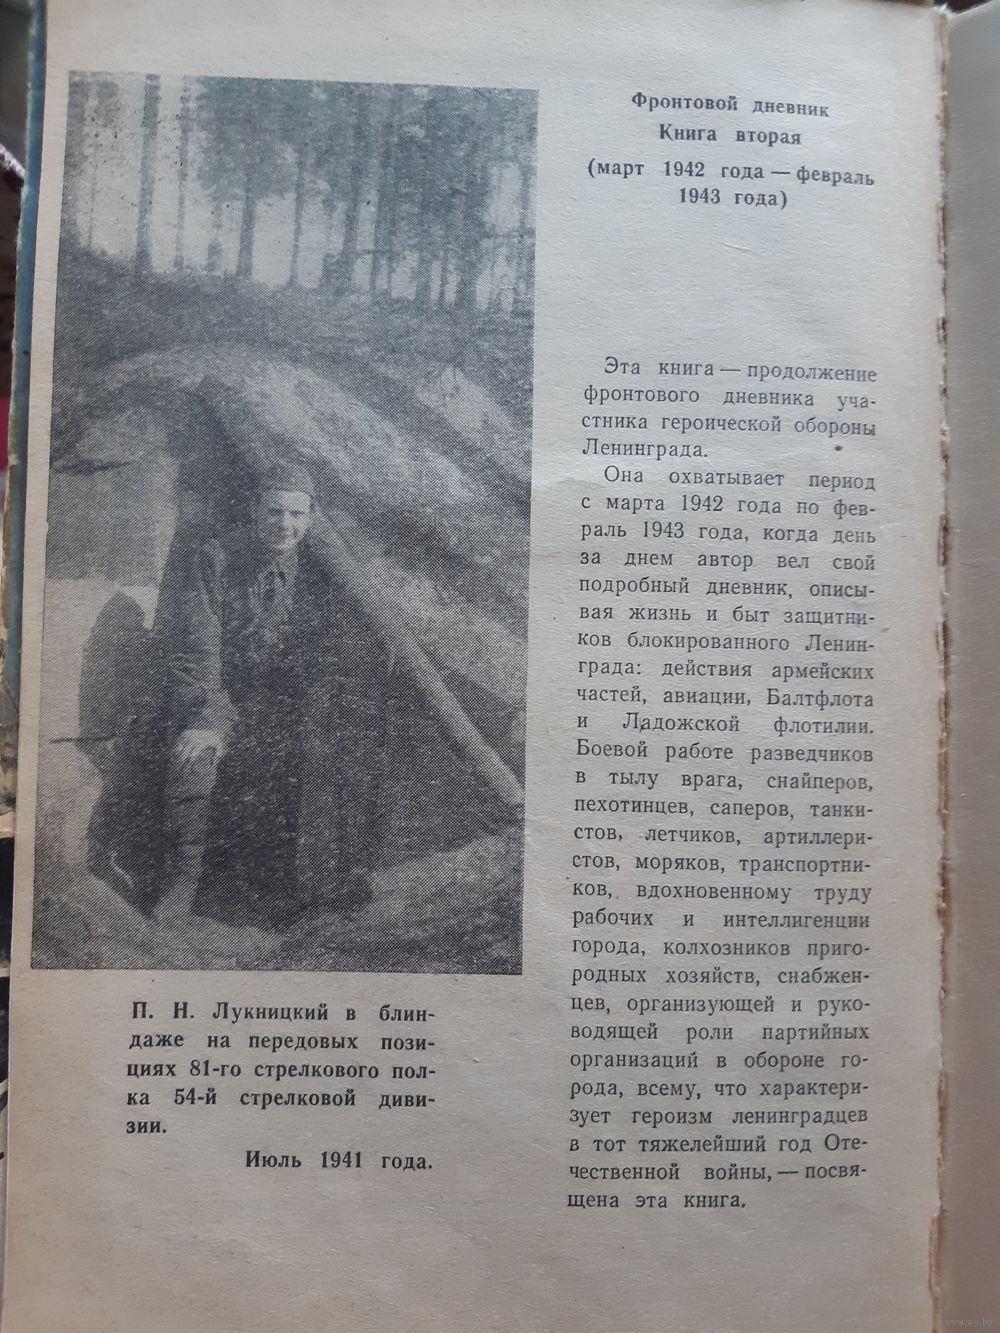 Фронтовой дневник
Книга вторая
(март 1942 года — февраль
1943 года)
Эта книга — продолжение
фронтового дневника уча-
стника героической обороны
Ленинграда.
Она охватывает период
с марта 1942 года по фев-
раль 1943 года, когда день
за днем автор вел свой
подробный дневник, описы-
вая жизнь и быт защитни-
ков блокированного Ленин-
града: действия армейских
частей, авиации, Балтфлота
и Ладожской флотилии.
Боевой работе разведчиков
в тылу врага, снайперов,
пехотинцев, саперов, танки-
стов, летчиков, артиллери-
стов, моряков, транспортни-
ков, вдохновенному труду
рабочих и интеллигенции
города, колхозников приго-
родных хозяйств, снабжен-
цев, организующей и руко-
водящей роли партийных
организаций в обороне го-
рода, всему, что характери-
зует героизм ленинградцев
в тот тяжелейший год Оте-
чественной войны, — посвя-
щена эта книга.
П. Н. Лукницкий в блин-
даже на передовых пози-
циях 81-го стрелкового пол-
ка 54-й стрелковой диви-
зии.
Июль 1941 года.
www.ay.by